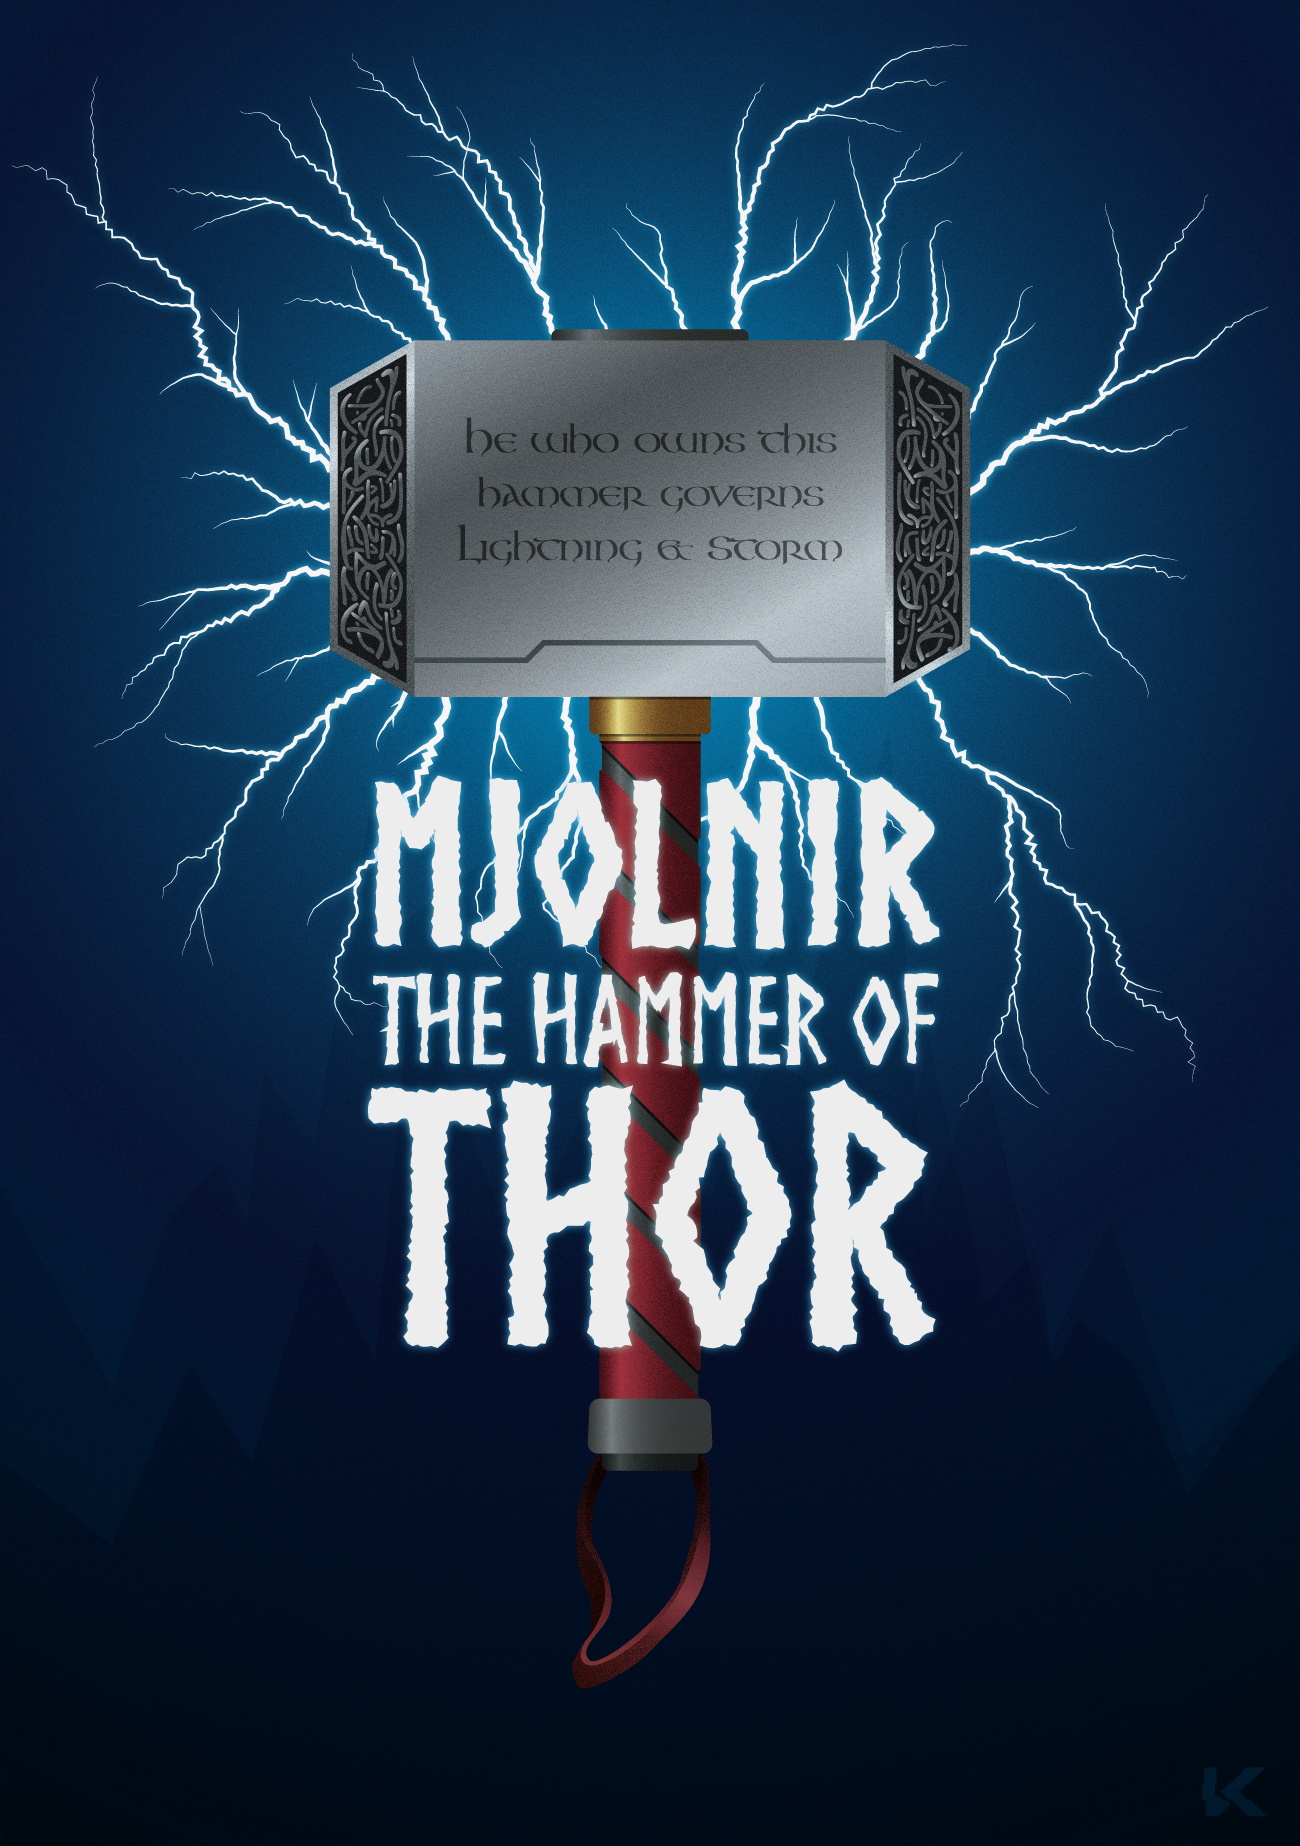 he who owns this
hammer governs
Lightning & Storm
MJOLNIR
THE HAMMER OF
THOR
K